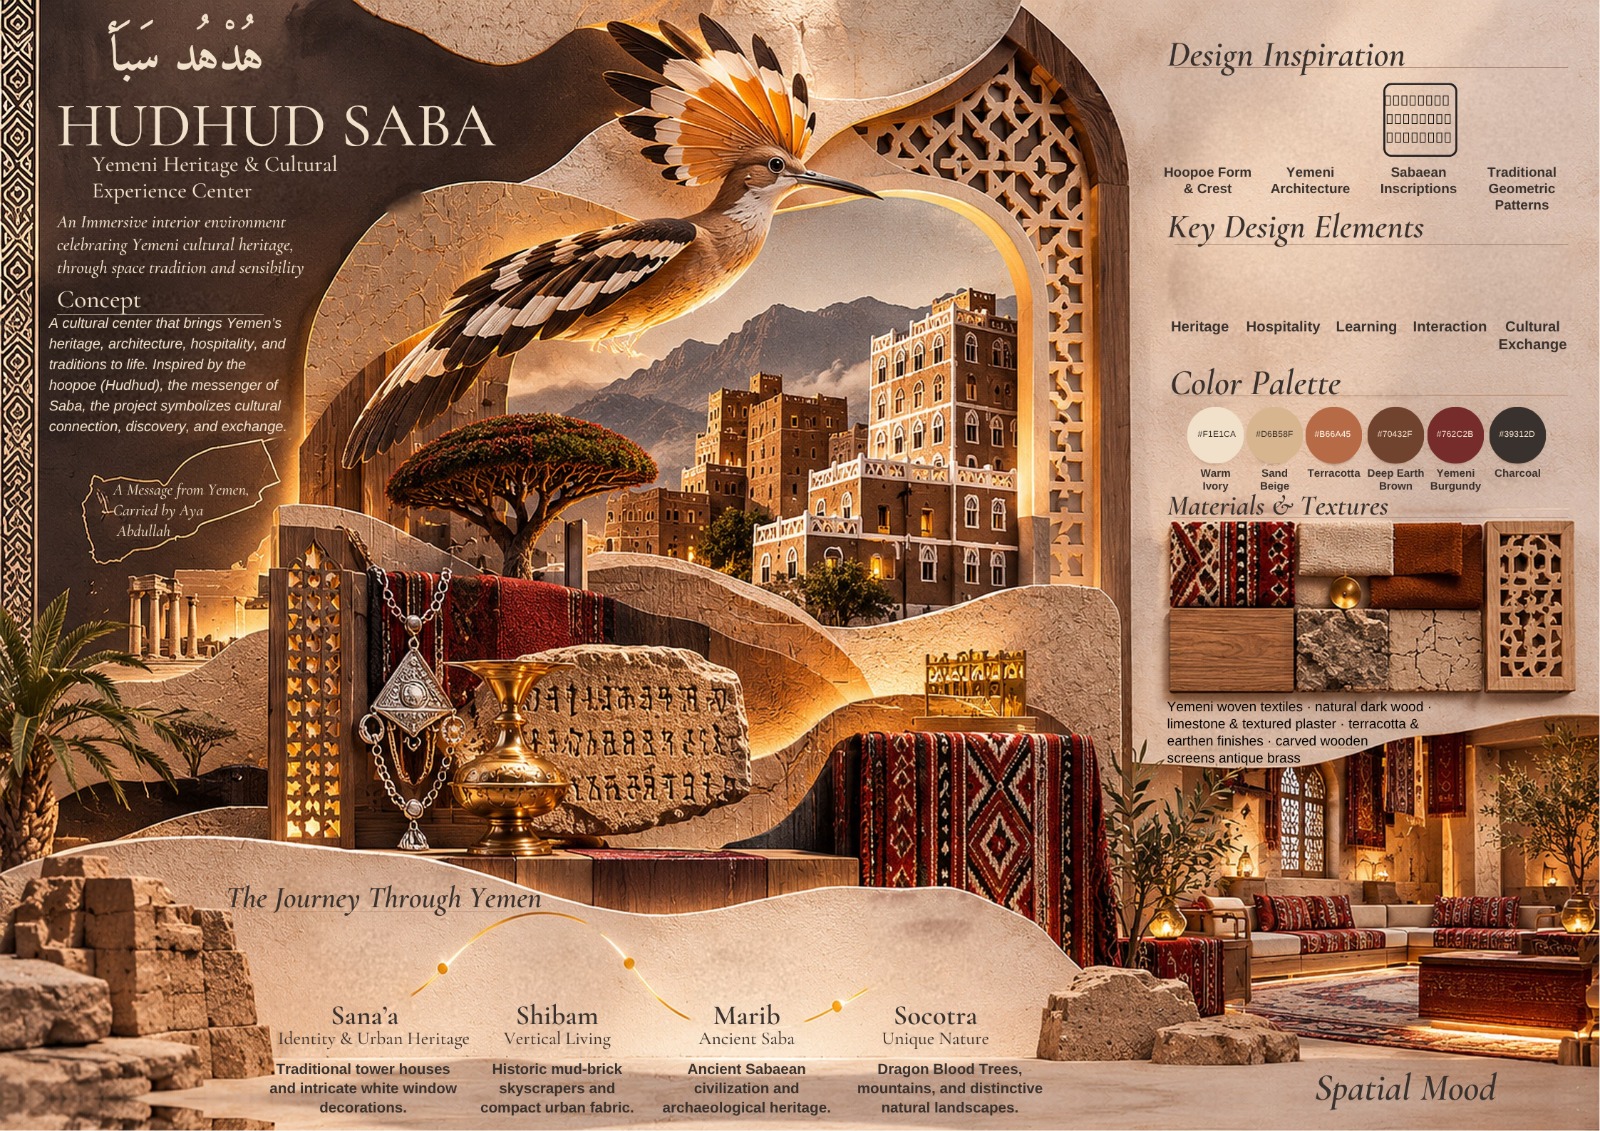 هُدْهُد سَبَأ
HUDHUD SABA
Yemeni Heritage & Cultural
Experience Center
An Immersive interior environment
celebrating Yemeni cultural heritage,
through space tradition and sensibility
Concept
A cultural center that brings Yemen's
heritage, architecture, hospitality, and
traditions to life. Inspired by the
hoopoe (Hudhud), the messenger of
Saba, the project symbolizes cultural
connection, discovery, and exchange.
A Message from Yemen,
Carried by Aya
Abdullah
The Journey Through Yemen
Sana'a
Identity & Urban Heritage
Traditional tower houses
and intricate white window
decorations.
Shibam
Vertical Living
Historic mud-brick
skyscrapers and
compact urban fabric.
Marib
Ancient Saba
Ancient Sabaean
civilization and
archaeological heritage.
Socotra
Unique Nature
Dragon Blood Trees,
mountains, and distinctive
natural landscapes.
Design Inspiration
Hoopoe Form
& Crest
Yemeni
Architecture
Sabaean
Inscriptions
Traditional
Geometric
Patterns
Key Design Elements
Heritage
Hospitality
Learning
Interaction
Cultural
Exchange
Color Palette
#F1E1CA
#D6B58F
#B66A45
#70432F
#762C2B
#39312D
Warm
Ivory
Sand
Beige
Terracotta
Deep Earth
Brown
Yemeni
Burgundy
Charcoal
Materials & Textures
Yemeni woven textiles · natural dark wood ·
limestone & textured plaster · terracotta &
earthen finishes · carved wooden
screens antique brass
Spatial Mood